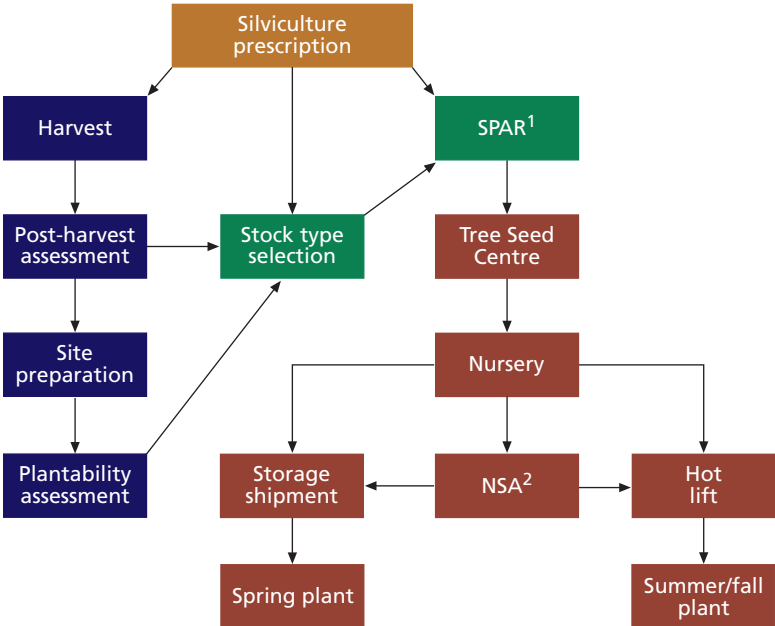 Silviculture
prescription
Harvest
SPAR1
Post-harvest
assessment
Stock type
selection
Tree Seed
Centre
Site
preparation
Nursery
Plantability
assessment
Storage
shipment
NSA2
Hot
lift
Spring plant
Summer/fall
plant